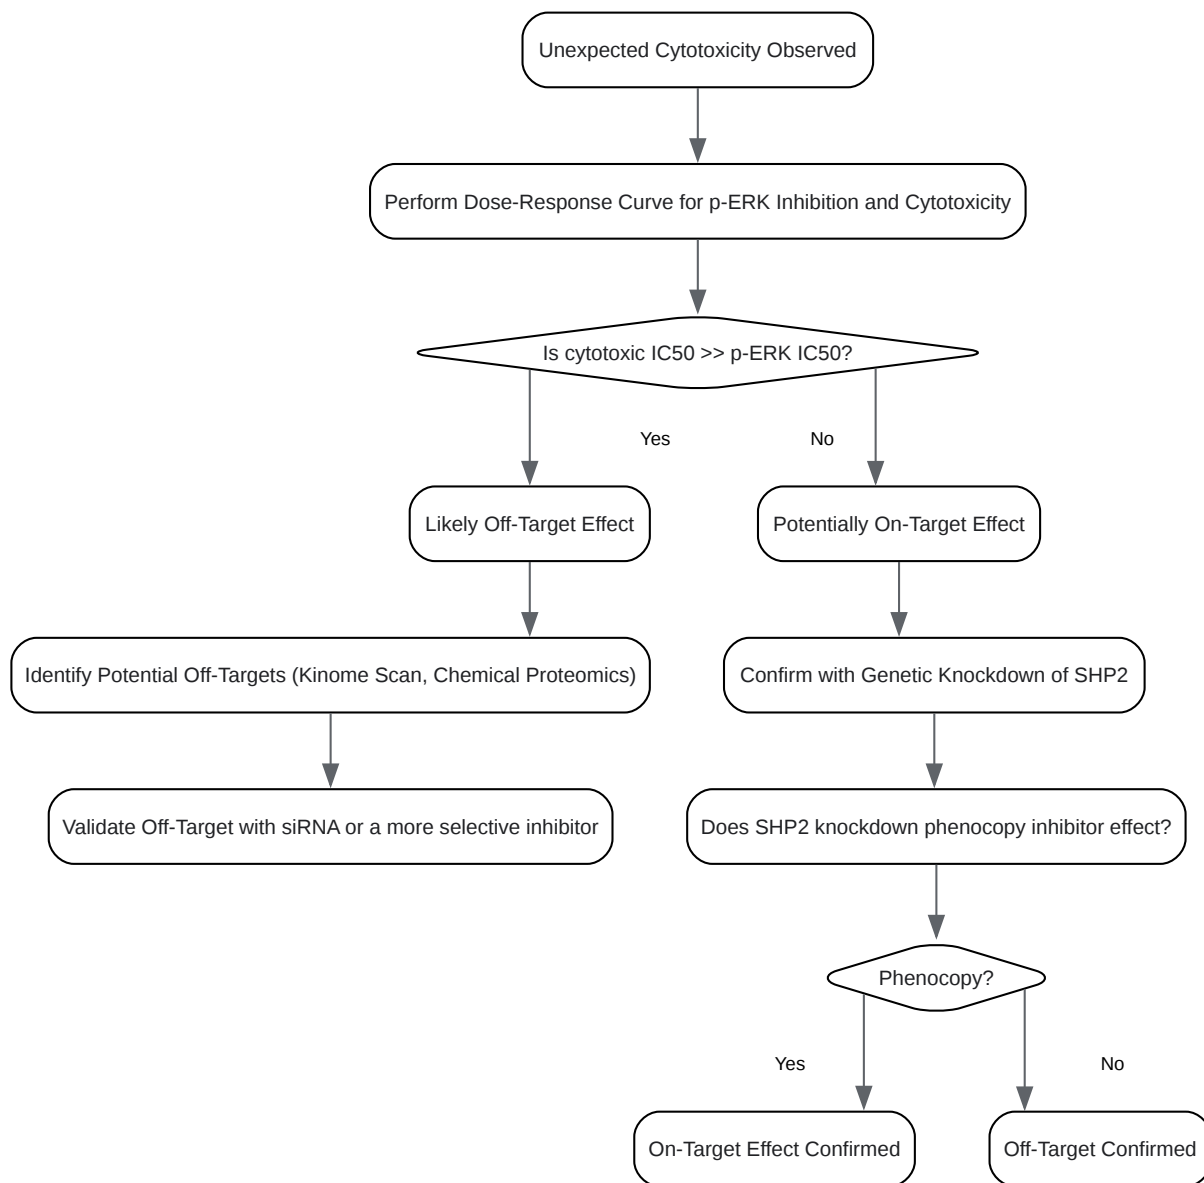 Unexpected Cytotoxicity Observed
Perform Dose-Response Curve for p-ERK Inhibition and Cytotoxicity
Is cytotoxic IC50 >> p-ERK IC50?
Yes
No
Likely Off-Target Effect
Potentially On-Target Effect
Identify Potential Off-Targets (Kinome Scan, Chemical Proteomics)
Confirm with Genetic Knockdown of SHP2
Validate Off-Target with siRNA or a more selective inhibitor
Does SHP2 knockdown phenocopy inhibitor effect?
Phenocopy?
Yes
No
On-Target Effect Confirmed
Off-Target Confirmed